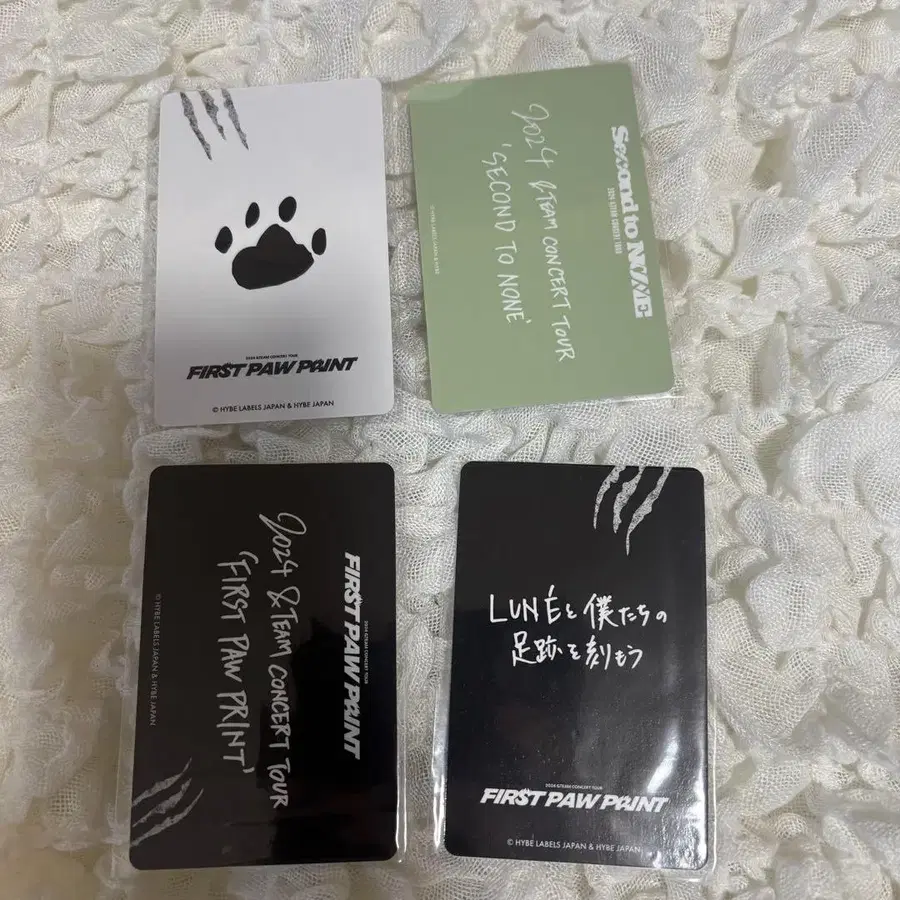 2024 &TEAM CONCERT TOUR
FIRST PAW PRINT
© HYBE LABELS JAPAN & HYBE JAPAN
Second to NONE
2024 &TEAM CONCERT TOUR
2024 &TEAM CONCERT TOUR
'SECOND TO NONE'
© HYBE LABELS JAPAN & HYBE
FIRST PAW PRINT
2024 &TEAM CONCERT TOUR
2024 &TEAM CONCERT TOUR
'FIRST PAW PRINT'
© HYBE LABELS JAPAN & HYBE JAPAN
LUNÉと僕たちの
足跡を刻もう
2024 &TEAM CONCERT TOUR
FIRST PAW PRINT
© HYBE LABELS JAPAN & HYBE JAPAN